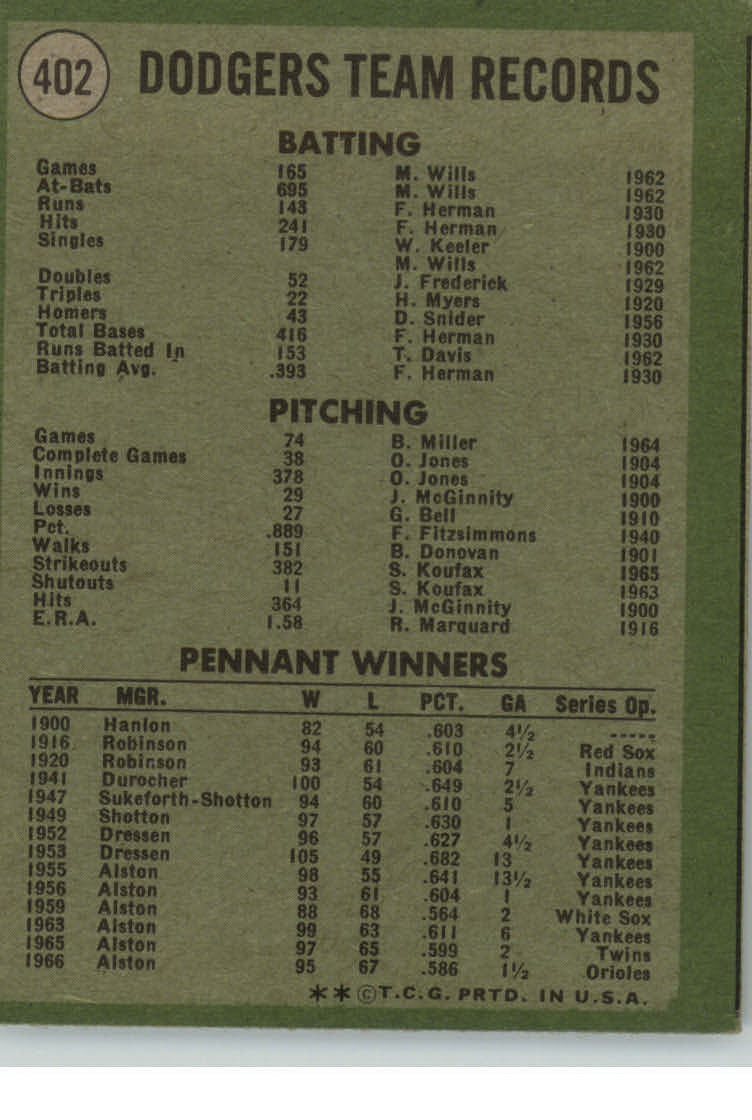 402 DODGERS TEAM RECORDS
BATTING
Games 165 M. Wills 1962
At-Bats 695 M. Wills 1962
Runs 143 F. Herman 1930
Hits 241 F. Herman 1930
Singles 179 W. Keeler 1900
M. Wills 1962
Doubles 52 J. Frederick 1929
Triples 22 H. Myers 1920
Homers 43 D. Snider 1956
Total Bases 416 F. Herman 1930
Runs Batted In 153 T. Davis 1962
Batting Avg. .393 F. Herman 1930
PITCHING
Games 74 B. Miller 1964
Complete Games 38 O. Jones 1904
Innings 378 O. Jones 1904
Wins 29 J. McGinnity 1900
Losses 27 G. Bell 1910
Pct. .889 F. Fitzsimmons 1940
Walks 151 B. Donovan 1901
Strikeouts 382 S. Koufax 1965
Shutouts 11 S. Koufax 1963
Hits 364 J. McGinnity 1900
E.R.A. 1.58 R. Marquard 1916
PENNANT WINNERS
YEAR MGR. W L PCT. GA Series Op.
1900 Hanlon 82 54 .603 4½ -----
1916 Robinson 94 60 .610 2½ Red Sox
1920 Robinson 93 61 .604 7 Indians
1941 Durocher 100 54 .649 2½ Yankees
1947 Sukeforth-Shotton 94 60 .610 5 Yankees
1949 Shotton 97 57 .630 1 Yankees
1952 Dressen 96 57 .627 4½ Yankees
1953 Dressen 105 49 .682 13 Yankees
1955 Alston 98 55 .641 13½ Yankees
1956 Alston 93 61 .604 1 Yankees
1959 Alston 88 68 .564 2 White Sox
1963 Alston 99 63 .611 6 Yankees
1965 Alston 97 65 .599 2 Twins
1966 Alston 95 67 .586 1½ Orioles
**©T.C.G. PRTD. IN U.S.A.